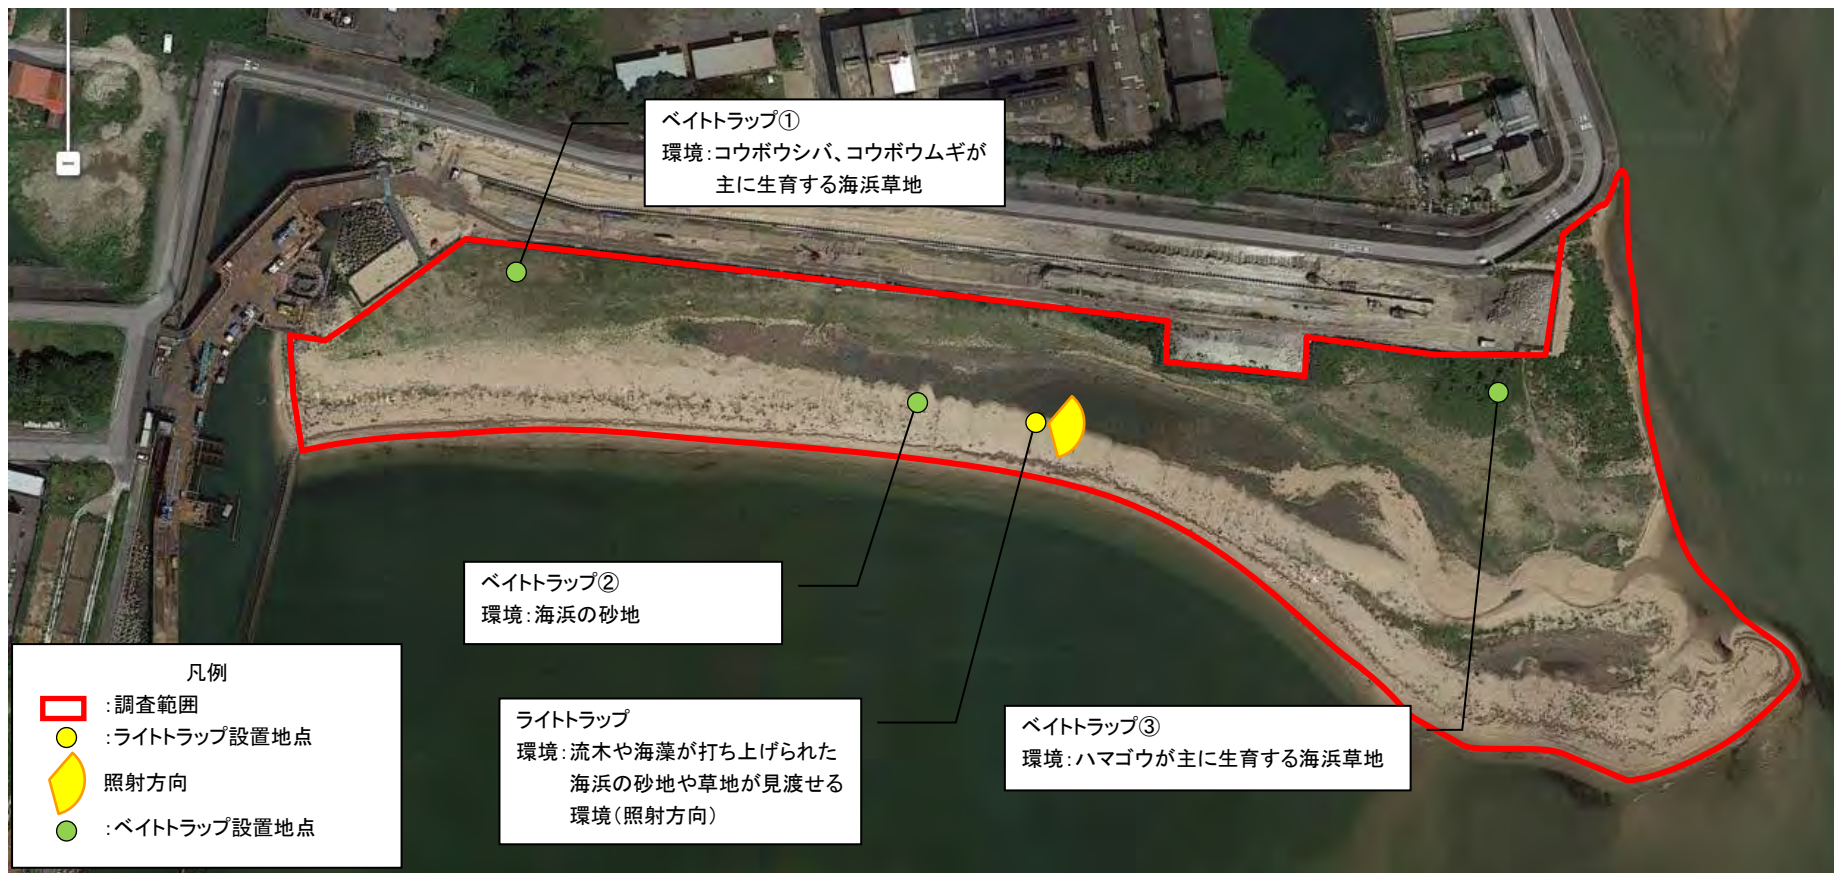 ベイトトラップ①
環境：コウボウシバ、コウボウムギが
主に生育する海浜草地
ベイトトラップ②
環境：海浜の砂地
ライトトラップ
環境：流木や海藻が打ち上げられた
海浜の砂地や草地が見渡せる
環境（照射方向）
ベイトトラップ③
環境：ハマゴウが主に生育する海浜草地
凡例
：調査範囲
：ライトトラップ設置地点
照射方向
：ベイトトラップ設置地点